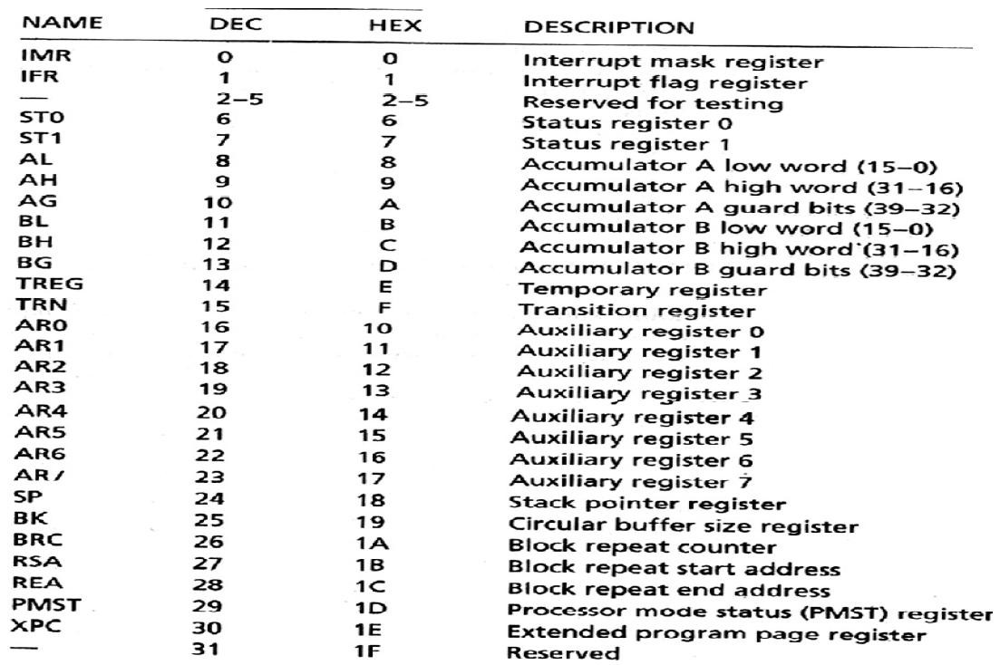 NAME DEC HEX DESCRIPTION
IMR 0 0 Interrupt mask register
IFR 1 1 Interrupt flag register
— 2–5 2–5 Reserved for testing
ST0 6 6 Status register 0
ST1 7 7 Status register 1
AL 8 8 Accumulator A low word (15–0)
AH 9 9 Accumulator A high word (31–16)
AG 10 A Accumulator A guard bits (39–32)
BL 11 B Accumulator B low word (15–0)
BH 12 C Accumulator B high word (31–16)
BG 13 D Accumulator B guard bits (39–32)
TREG 14 E Temporary register
TRN 15 F Transition register
AR0 16 10 Auxiliary register 0
AR1 17 11 Auxiliary register 1
AR2 18 12 Auxiliary register 2
AR3 19 13 Auxiliary register 3
AR4 20 14 Auxiliary register 4
AR5 21 15 Auxiliary register 5
AR6 22 16 Auxiliary register 6
AR/ 23 17 Auxiliary register 7
SP 24 18 Stack pointer register
BK 25 19 Circular buffer size register
BRC 26 1A Block repeat counter
RSA 27 1B Block repeat start address
REA 28 1C Block repeat end address
PMST 29 1D Processor mode status (PMST) register
XPC 30 1E Extended program page register
— 31 1F Reserved